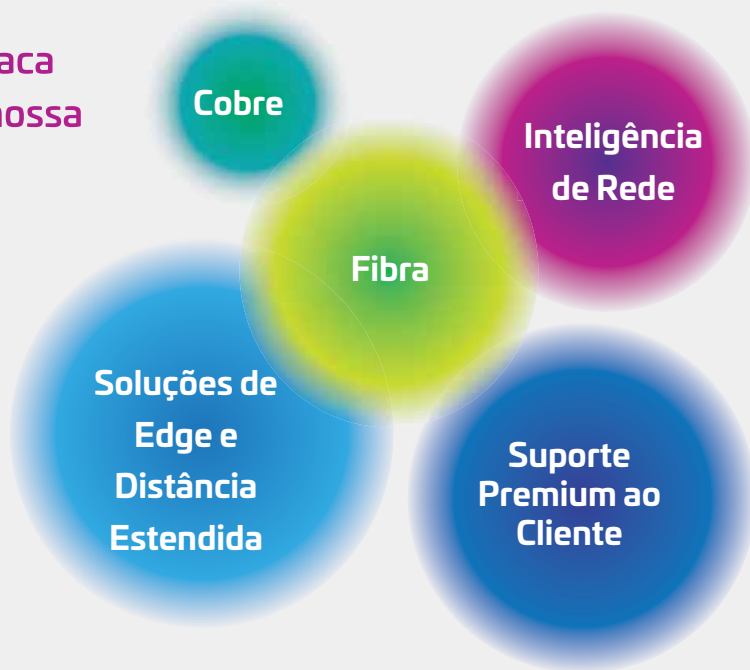 aca
nossa
Cobre
Inteligência
de Rede
Fibra
Soluções de
Edge e
Distância
Estendida
Suporte
Premium ao
Cliente